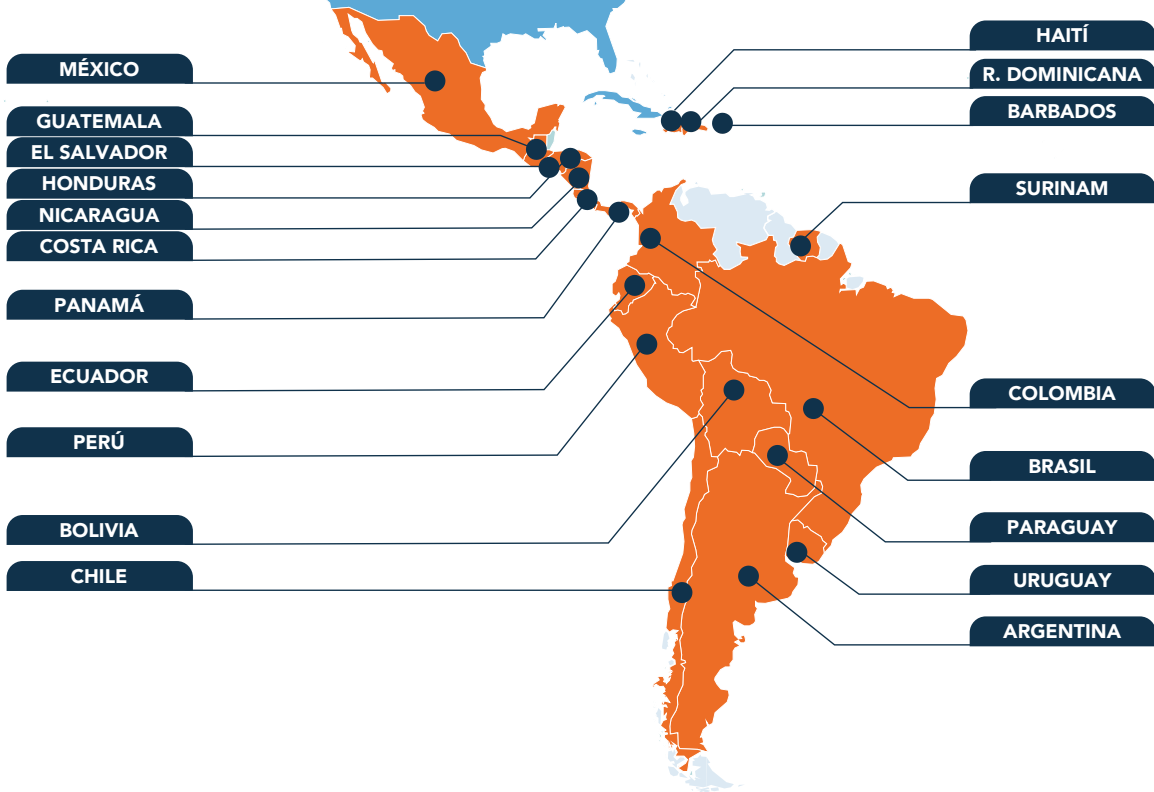 MÉXICO
GUATEMALA
EL SALVADOR
HONDURAS
NICARAGUA
COSTA RICA
PANAMÁ
ECUADOR
PERÚ
BOLIVIA
CHILE
HAITÍ
R. DOMINICANA
BARBADOS
SURINAM
COLOMBIA
BRASIL
PARAGUAY
URUGUAY
ARGENTINA